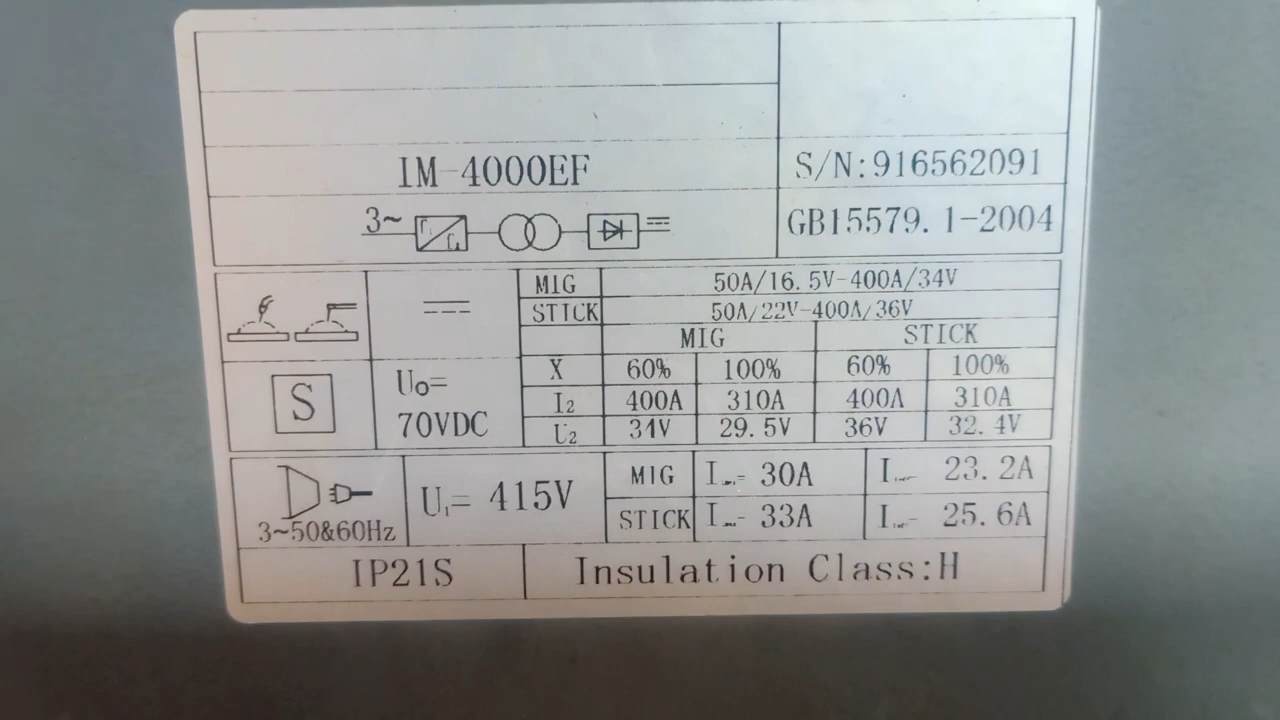 IM-4000EF
S/N:916562091
3~
GB15579.1-2004
MIG 50A/16.5V-400A/34V
STICK 50A/22V-400A/36V
MIG STICK
X 60% 100% 60% 100%
I2 400A 310A 400A 310A
U2 34V 29.5V 36V 32.4V
S
U0=
70VDC
3~50&60Hz
U1= 415V
MIG 30A 23.2A
STICK 33A 25.6A
IP21S
Insulation Class:H